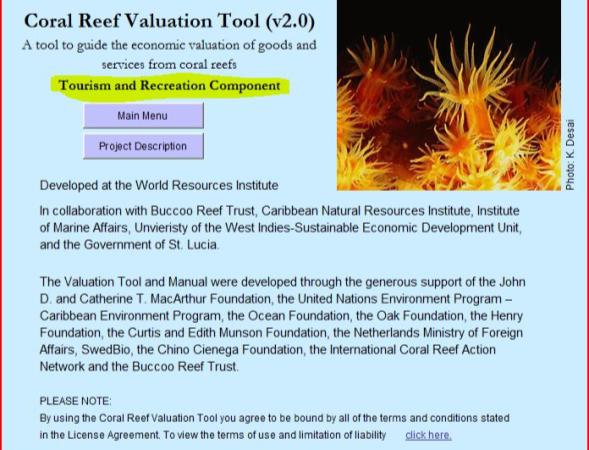 Coral Reef Valuation Tool (v2.0)
A tool to guide the economic valuation of goods and
services from coral reefs
Tourism and Recreation Component
Main Menu
Project Description
Photo: K. Desai
Developed at the World Resources Institute
In collaboration with Buccoo Reef Trust, Caribbean Natural Resources Institute, Institute
of Marine Affairs, Unvieristy of the West Indies-Sustainable Economic Development Unit,
and the Government of St. Lucia.
The Valuation Tool and Manual were developed through the generous support of the John
D. and Catherine T. MacArthur Foundation, the United Nations Environment Program –
Caribbean Environment Program, the Ocean Foundation, the Oak Foundation, the Henry
Foundation, the Curtis and Edith Munson Foundation, the Netherlands Ministry of Foreign
Affairs, SwedBio, the Chino Cienega Foundation, the International Coral Reef Action
Network and the Buccoo Reef Trust.
PLEASE NOTE:
By using the Coral Reef Valuation Tool you agree to be bound by all of the terms and conditions stated
in the License Agreement. To view the terms of use and limitation of liability click here.